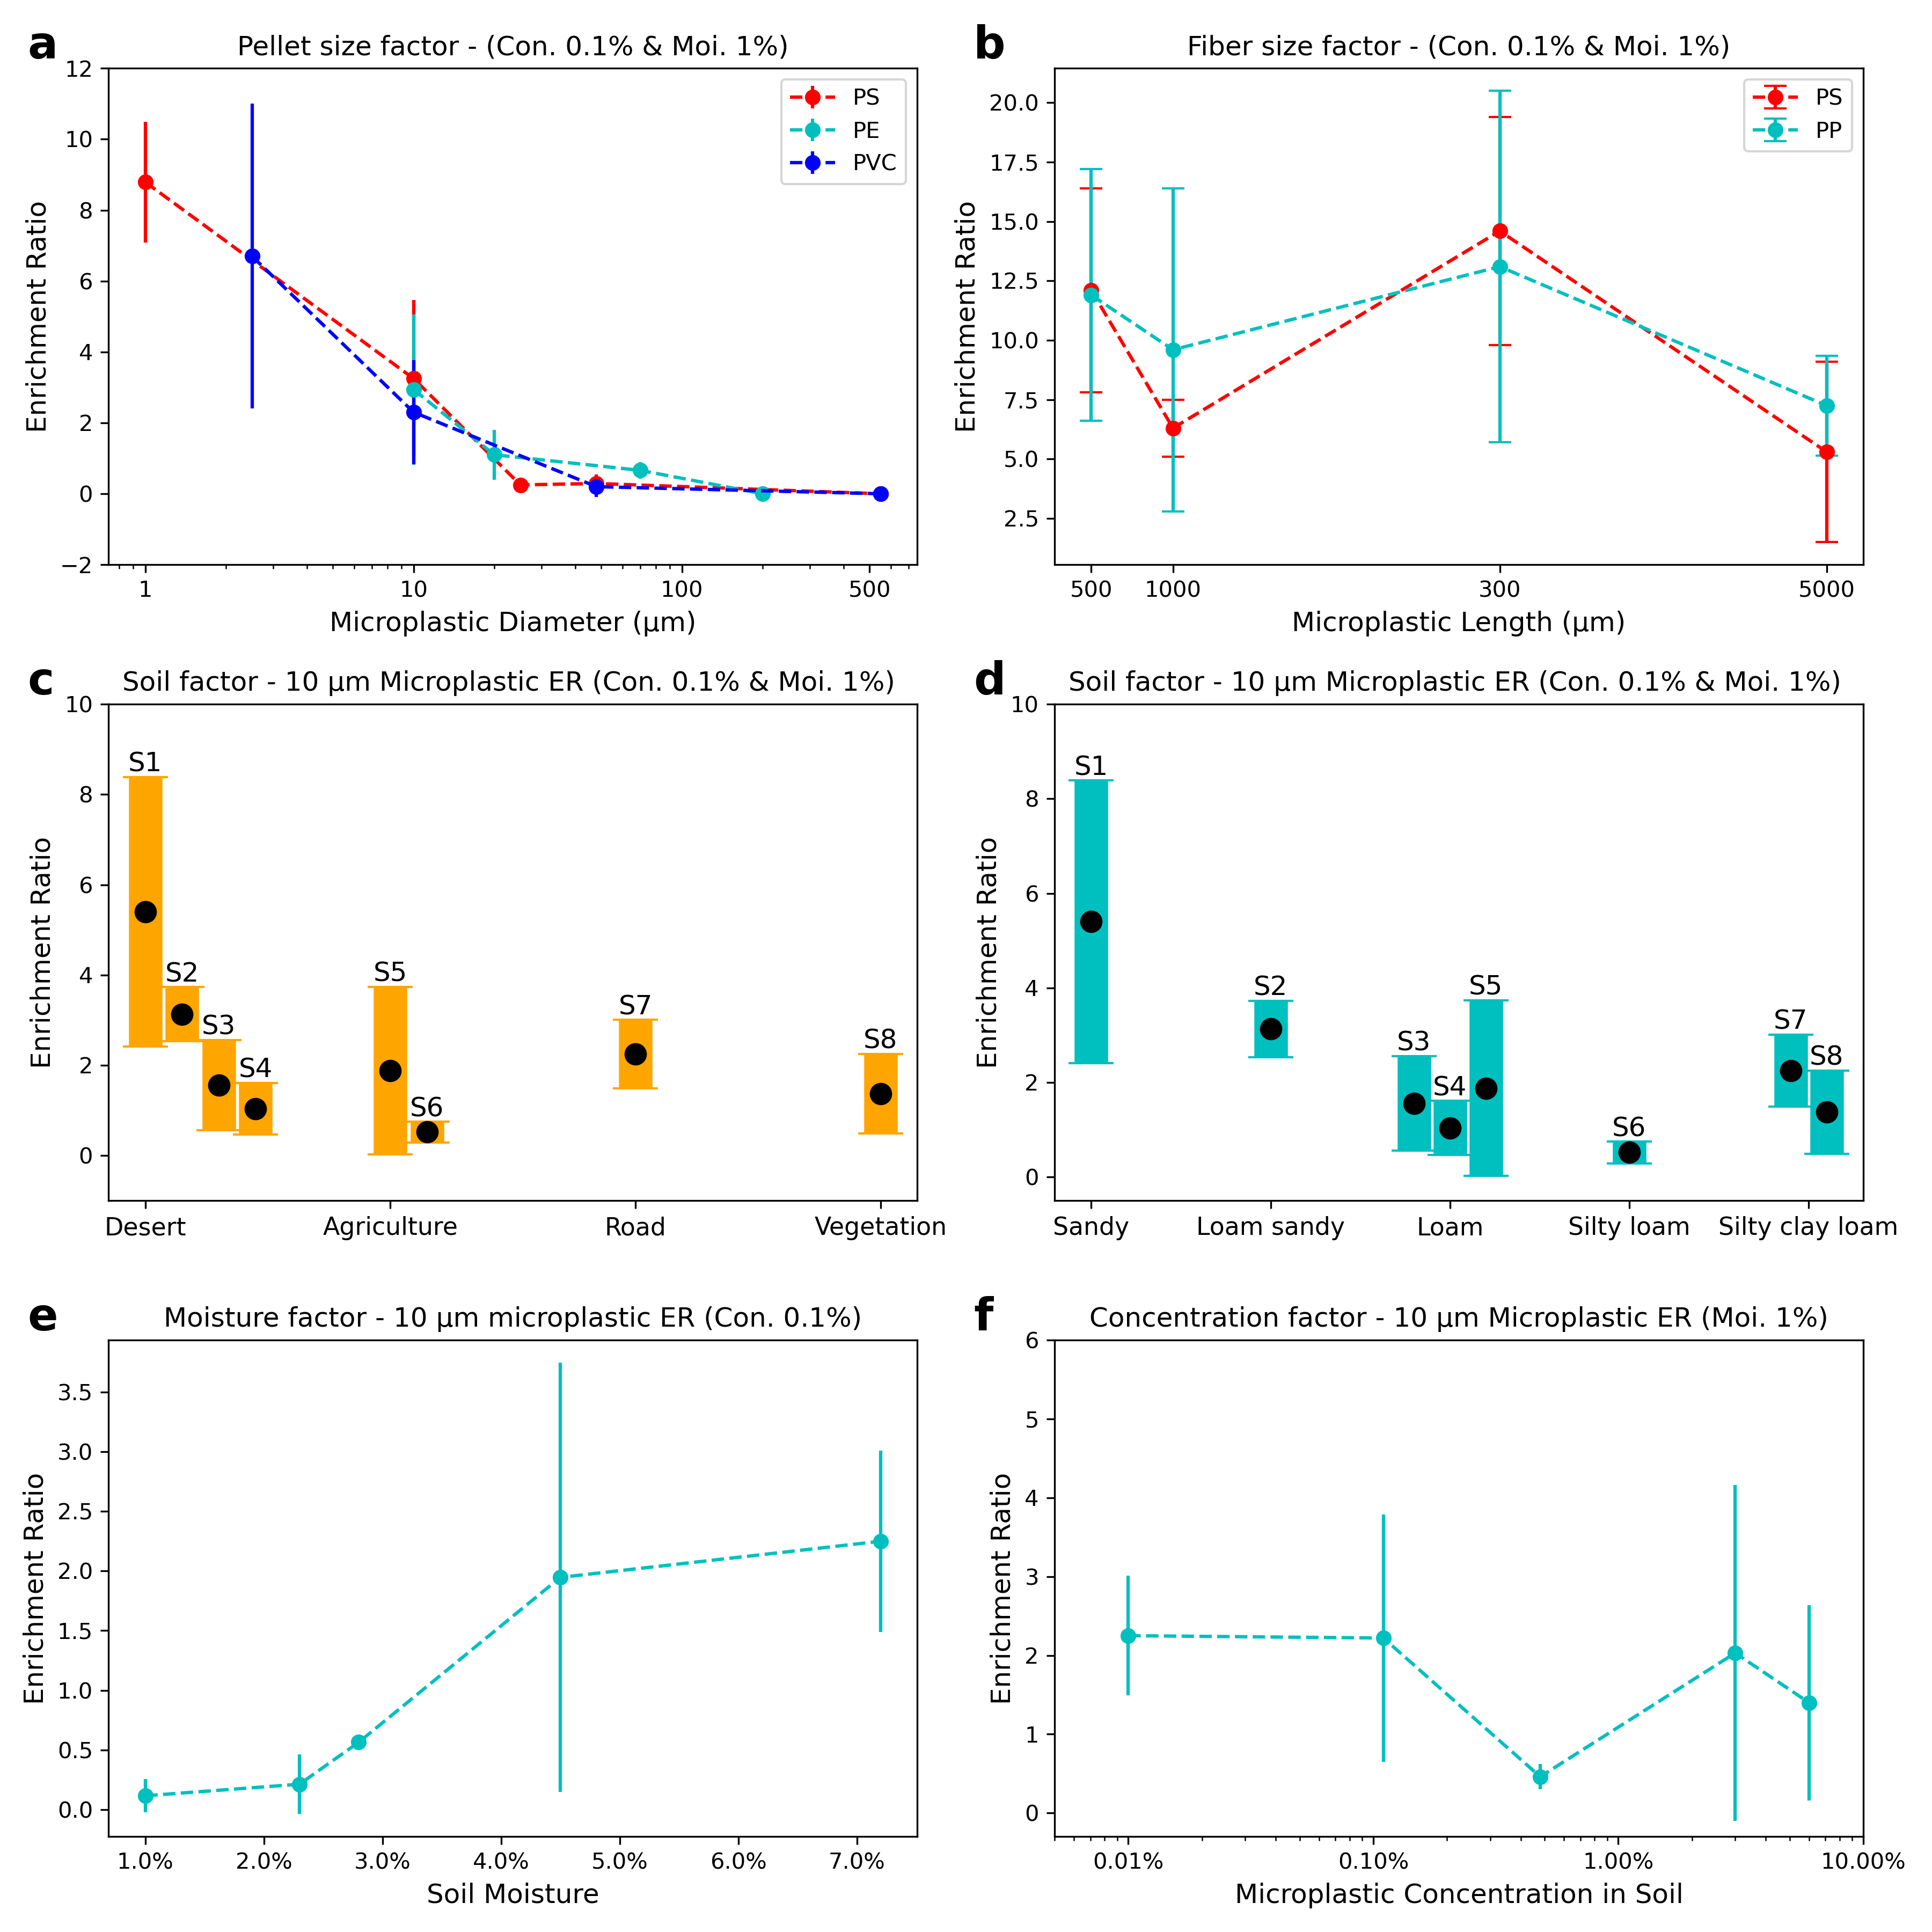 a
Pellet size factor - (Con. 0.1% & Moi. 1%)
12
10
8
6
4
2
0
−2
Enrichment Ratio
PS
PE
PVC
1
10
100
500
Microplastic Diameter (μm)
b
Fiber size factor - (Con. 0.1% & Moi. 1%)
20.0
17.5
15.0
12.5
10.0
7.5
5.0
2.5
Enrichment Ratio
PS
PP
500
1000
300
5000
Microplastic Length (μm)
c
Soil factor - 10 μm Microplastic ER (Con. 0.1% & Moi. 1%)
10
8
6
4
2
0
Enrichment Ratio
S1
S2
S3
S4
S5
S6
S7
S8
Desert
Agriculture
Road
Vegetation
d
Soil factor - 10 μm Microplastic ER (Con. 0.1% & Moi. 1%)
10
8
6
4
2
0
Enrichment Ratio
S1
S2
S3
S4
S5
S6
S7
S8
Sandy
Loam sandy
Loam
Silty loam
Silty clay loam
e
Moisture factor - 10 μm microplastic ER (Con. 0.1%)
3.5
3.0
2.5
2.0
1.5
1.0
0.5
0.0
Enrichment Ratio
1.0%
2.0%
3.0%
4.0%
5.0%
6.0%
7.0%
Soil Moisture
f
Concentration factor - 10 μm Microplastic ER (Moi. 1%)
6
5
4
3
2
1
0
Enrichment Ratio
0.01%
0.10%
1.00%
10.00%
Microplastic Concentration in Soil